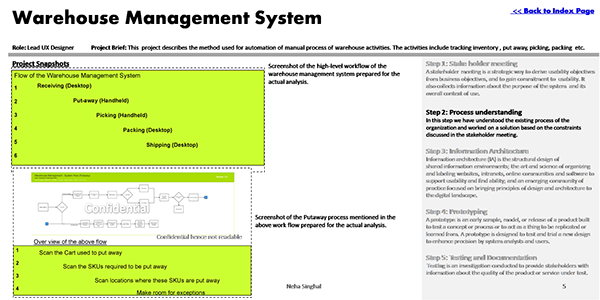 Warehouse Management System
<< Back to Index Page
Role: Lead UX Designer Project Brief: This project describes the method used for automation of manual process of warehouse activities. The activities include tracking inventory , put away, picking, packing etc.
Project Snapshots
Flow of the Warehouse Management System
1 Receiving (Desktop)
2 Put-away (Handheld)
3 Picking (Handheld)
4 Packing (Desktop)
5 Shipping (Desktop)
6
Screenshot of the high-level workflow of the
warehouse management system prepared for the
actual analysis.
Confidential
Confidential hence not readable
Screenshot of the Putaway process mentioned in the
above work flow prepared for the actual analysis.
Over view of the above flow
1 Scan the Cart used to put away
2 Scan the SKUs required to be put away
3 Scan locations where these SKUs are put away
4 Make room for exceptions
Step 1: Stake holder meeting
A stakeholder meeting is a strategic way to derive usability objectives
from business objectives, and to gain commitment to usability. It
also collects information about the purpose of the system and its
overall context of use.
Step 2: Process understanding
In this step we have understood the existing process of the
organization and worked on a solution based on the constraints
discussed in the stakeholder meeting.
Step 3: Information Architecture
Information architecture (IA) is the structural design of
shared information environments; the art and science of organizing
and labeling websites, intranets, online communities and software to
support usability and find ability; and an emerging community of
practice focused on bringing principles of design and architecture to
the digital landscape.
Step 4: Prototyping
A prototype is an early sample, model, or release of a product built
to test a concept or process or to act as a thing to be replicated or
learned from. A prototype is designed to test and trial a new design
to enhance precision by system analysts and users.
Step 5: Testing and Documentation
Testing is an investigation conducted to provide stakeholders with
information about the quality of the product or service under test.
Neha Singhal
5